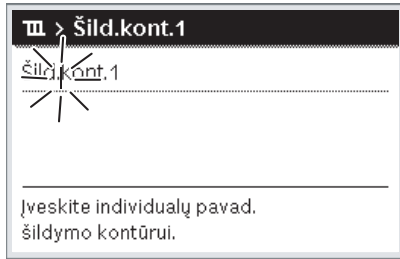 > Šild.kont.1
Šild.kont.1
Įveskite individualų pavad.
šildymo kontūrui.